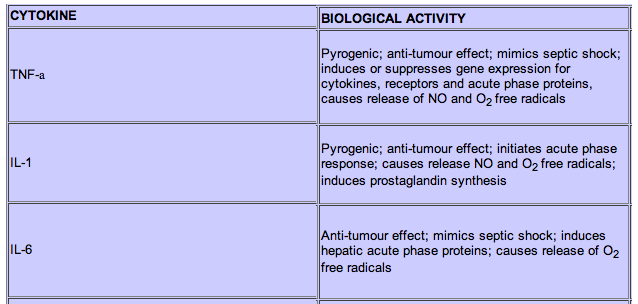 CYTOKINE
BIOLOGICAL ACTIVITY
TNF-a
Pyrogenic; anti-tumour effect; mimics septic shock;
induces or suppresses gene expression for
cytokines, receptors and acute phase proteins,
causes release of NO and O2 free radicals
IL-1
Pyrogenic; anti-tumour effect; initiates acute phase
response; causes release NO and O2 free radicals;
induces prostaglandin synthesis
IL-6
Anti-tumour effect; mimics septic shock; induces
hepatic acute phase proteins; causes release of O2
free radicals